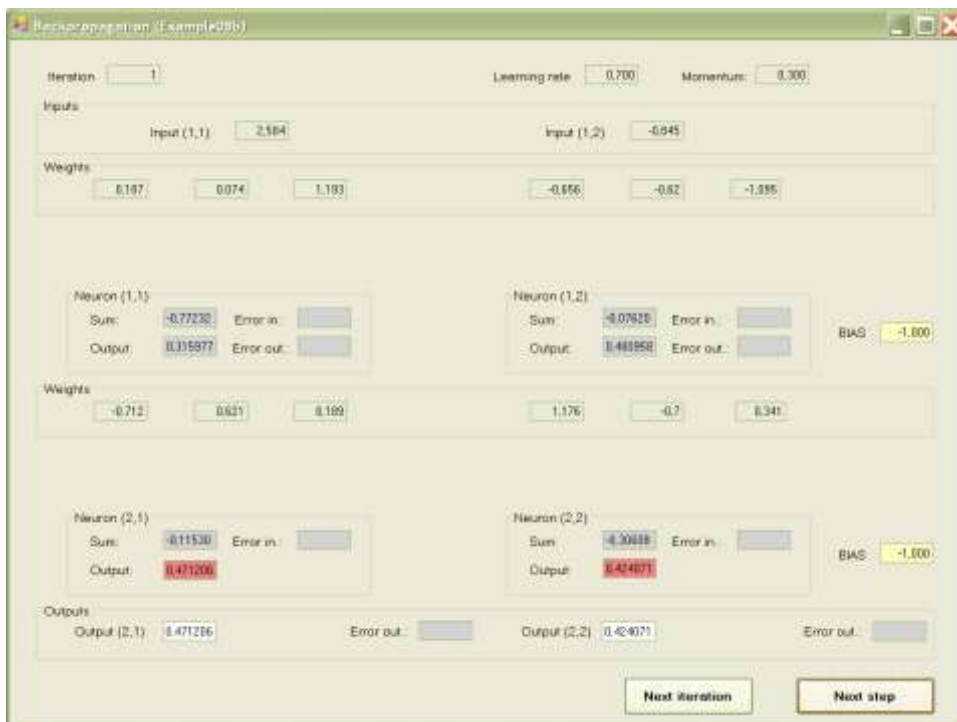 Backpropagation (Example09b)
Iteration 1 Learning rate 0,700 Momentum: 0,300
Inputs
Input (1,1) 2,504 Input (1,2) -0,845
Weights
0,107 0,074 1,193 -0,656 -0,62 -1,095
Neuron (1,1) Neuron (1,2)
Sum: -0,77232 Error in.: Sum: -0,07620 Error in.:
Output: 0,315977 Error out.: Output: Error out.:
BIAS -1,000
Weights
-0,712 0,621 0,189 1,176 -0,7 0,341
Neuron (2,1) Neuron (2,2)
Sum: -0,11530 Error in.: Sum: Error in.:
Output: 0,471206 Output: 0,424071
BIAS -1,000
Outputs
Output (2,1) 0,471206 Error out.: Output (2,2) 0,424071 Error out.:
Next iteration Next step